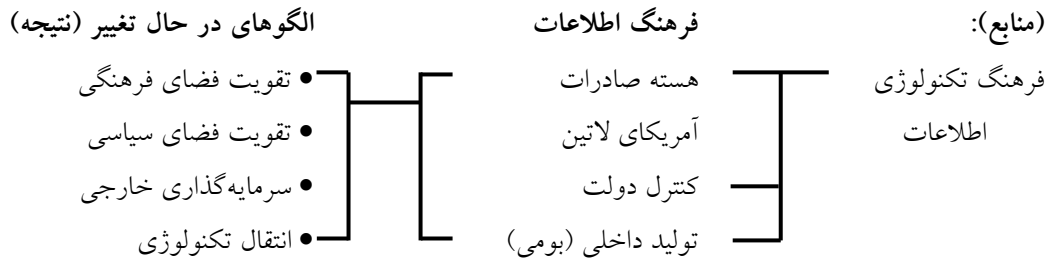 (منابع): فرهنگ اطلاعات الگوهای در حال تغییر (نتیجه)
فرهنگ تکنولوژی هسته صادرات • تقویت فضای فرهنگی
اطلاعات آمریکای لاتین • تقویت فضای سیاسی
کنترل دولت • سرمایه‌گذاری خارجی
تولید داخلی (بومی) • انتقال تکنولوژی